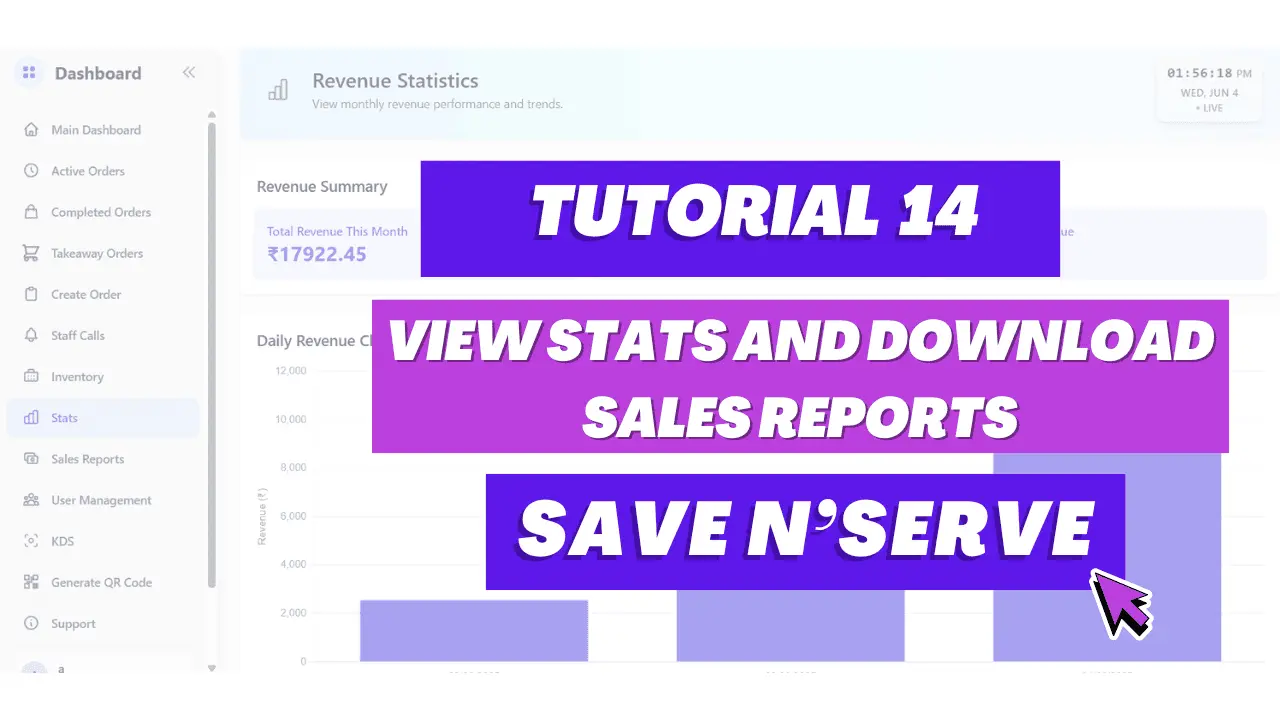 Dashboard
Main Dashboard
Active Orders
Completed Orders
Takeaway Orders
Create Order
Staff Calls
Inventory
Stats
Sales Reports
User Management
KDS
Generate QR Code
Support
a
Revenue Statistics
View monthly revenue performance and trends.
01:56:18 PM
WED, JUN 4
• LIVE
Revenue Summary
Total Revenue This Month
₹17922.45
TUTORIAL 14
VIEW STATS AND DOWNLOAD
SALES REPORTS
SAVE N'SERVE
Daily Revenue
Revenue (₹)
12,000
10,000
8,000
6,000
4,000
2,000
0